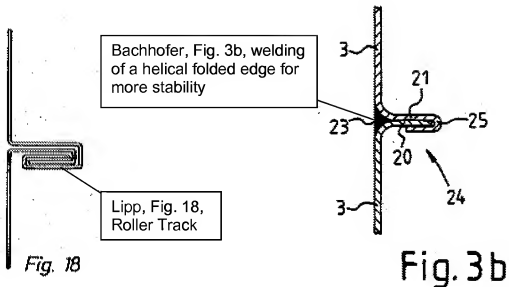 Bachhofer, Fig. 3b, welding
of a helical folded edge for
more stability
3
21
23
25
20
24
3
Lipp, Fig. 18,
Roller Track
Fig. 18
Fig. 3b